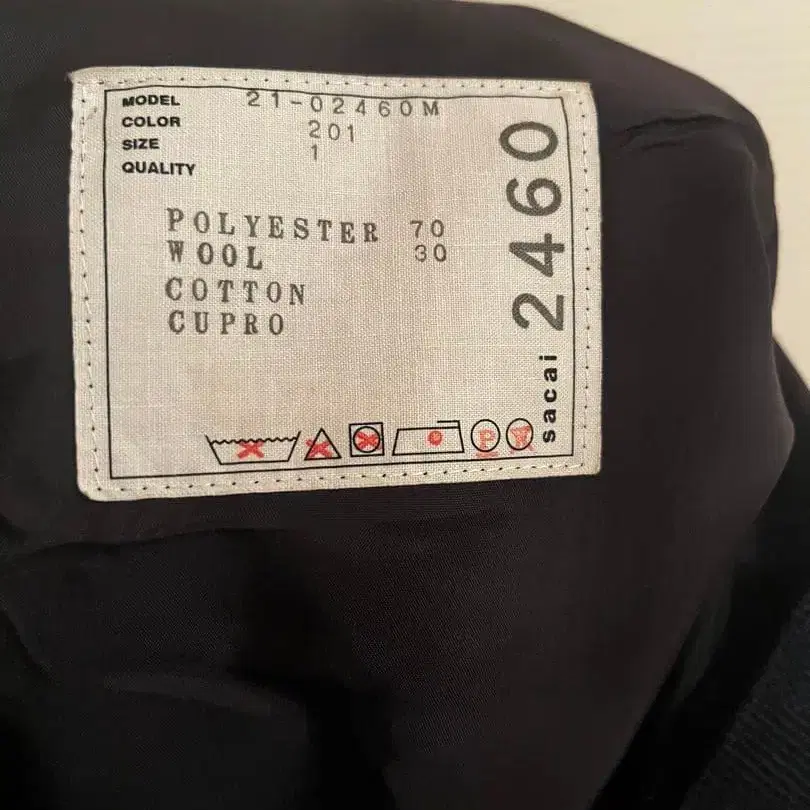 MODEL 21-02460M
COLOR 201
SIZE 1
QUALITY
POLYESTER 70
WOOL 30
COTTON
CUPRO
P W
sacai 2460